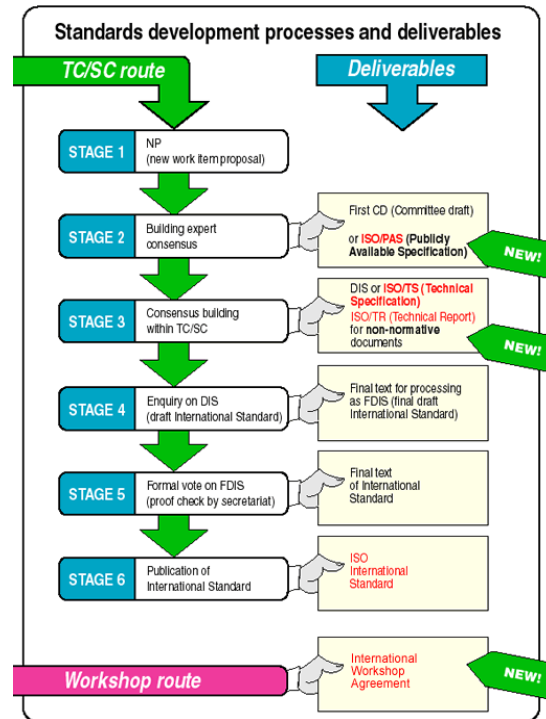 Standards development processes and deliverables
TC/SC route
Deliverables
STAGE 1
NP
(new work item proposal)
STAGE 2
Building expert
consensus
First CD (Committee draft)
or ISO/PAS (Publicly
Available Specification)
NEW!
STAGE 3
Consensus building
within TC/SC
DIS or ISO/TS (Technical
Specification)
ISO/TR (Technical Report)
for non-normative
documents
NEW!
STAGE 4
Enquiry on DIS
(draft International Standard)
Final text for processing
as FDIS (final draft
International Standard)
STAGE 5
Formal vote on FDIS
(proof check by secretariat)
Final text
of International
Standard
STAGE 6
Publication of
International Standard
ISO
International
Standard
Workshop route
International
Workshop
Agreement
NEW!